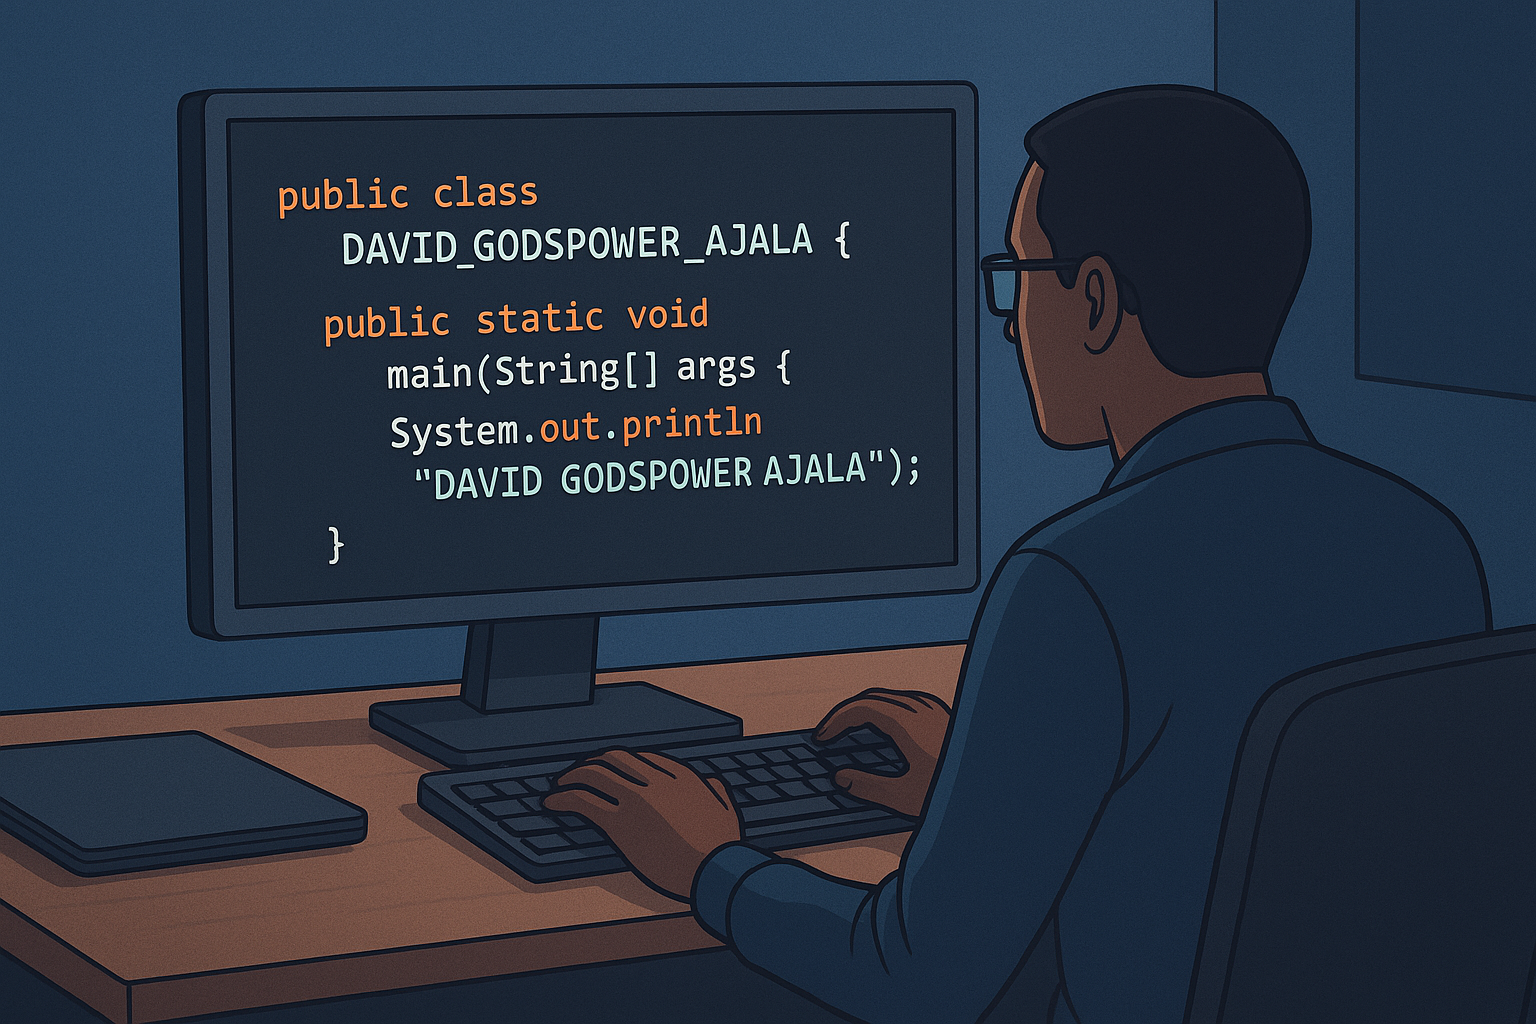 public class
DAVID_GODSPOWER_AJALA {
public static void
main(String[] args {
System.out.println
"DAVID GODSPOWER AJALA");
}